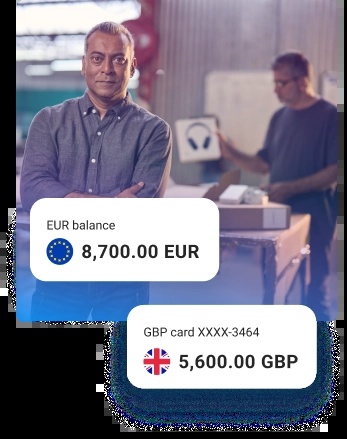 EUR balance
8,700.00 EUR
GBP card XXXX-3464
5,600.00 GBP